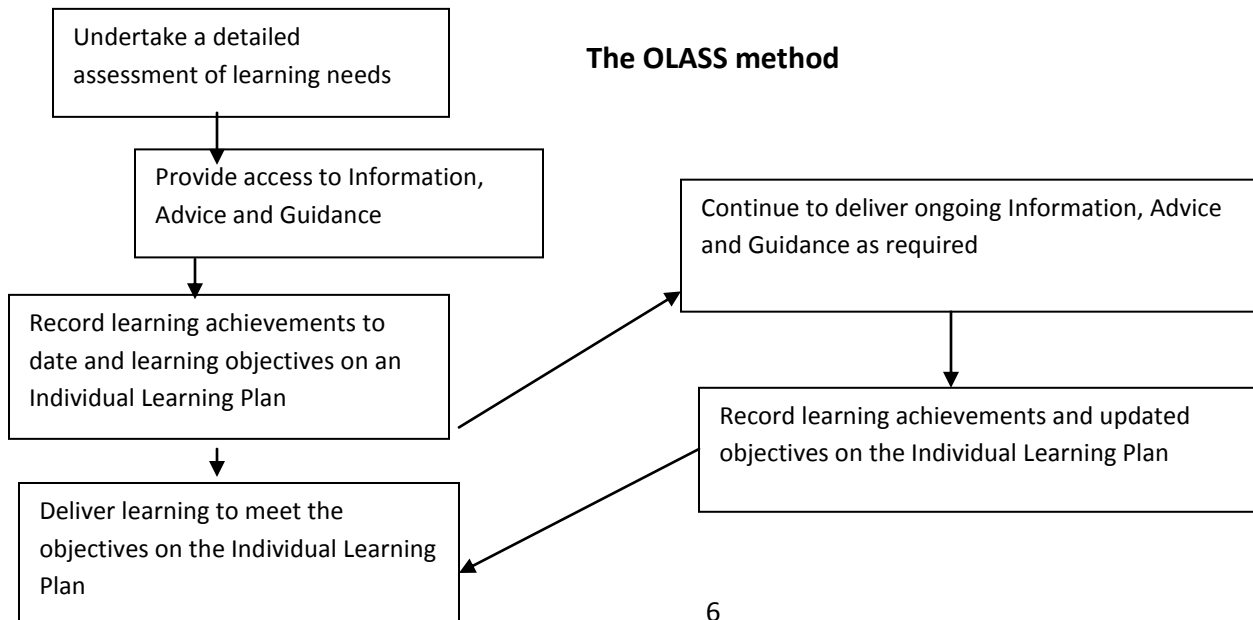 The OLASS method
Undertake a detailed
assessment of learning needs
Provide access to Information,
Advice and Guidance
Record learning achievements to
date and learning objectives on an
Individual Learning Plan
Deliver learning to meet the
objectives on the Individual Learning
Plan
Continue to deliver ongoing Information, Advice
and Guidance as required
Record learning achievements and updated
objectives on the Individual Learning Plan
6